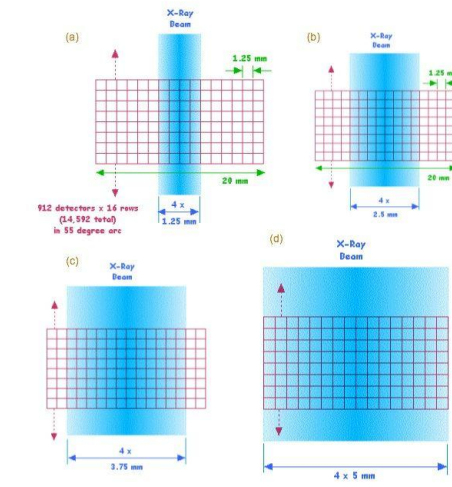 (a)
X-Ray
Beam
1.25 mm
20 mm
912 detectors x 16 rows
(14,592 total)
in 55 degree arc
4 x
1.25 mm
(b)
X-Ray
Beam
1.25 mm
20 mm
4 x
2.5 mm
(c)
X-Ray
Beam
4 x
3.75 mm
(d)
X-Ray
Beam
4 x 5 mm